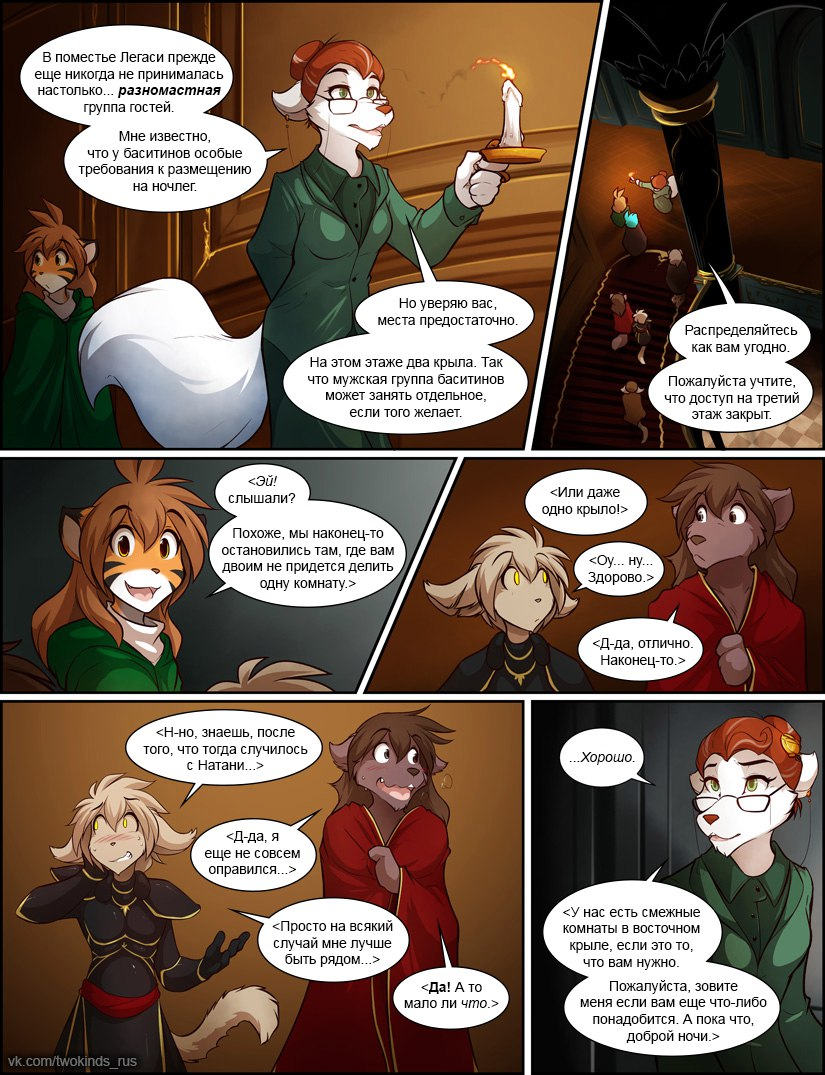 В поместье Легаси прежде
еще никогда не принималась
настолько... разномастная
группа гостей.
Мне известно,
что у баситинов особые
требования к размещению
на ночлег.
Но уверяю вас,
места предостаточно.
На этом этаже два крыла. Так
что мужская группа баситинов
может занять отдельное,
если того желает.
Распределяйтесь
как вам угодно.
Пожалуйста учтите,
что доступ на третий
этаж закрыт.
<Эй!
слышали?
Похоже, мы наконец-то
остановились там, где вам
двоим не придется делить
одну комнату.>
<Или даже
одно крыло!>
<Оу... ну...
Здорово.>
<Д-да, отлично.
Наконец-то.>
<Н-но, знаешь, после
того, что тогда случилось
с Натани...>
<Д-да, я
еще не совсем
оправился...>
<Просто на всякий
случай мне лучше
быть рядом...>
<Да! А то
мало ли что.>
...Хорошо.
<У нас есть смежные
комнаты в восточном
крыле, если это то,
что вам нужно.
Пожалуйста, зовите
меня если вам еще что-либо
понадобится. А пока что,
доброй ночи.>
vk.com/twokinds_rus